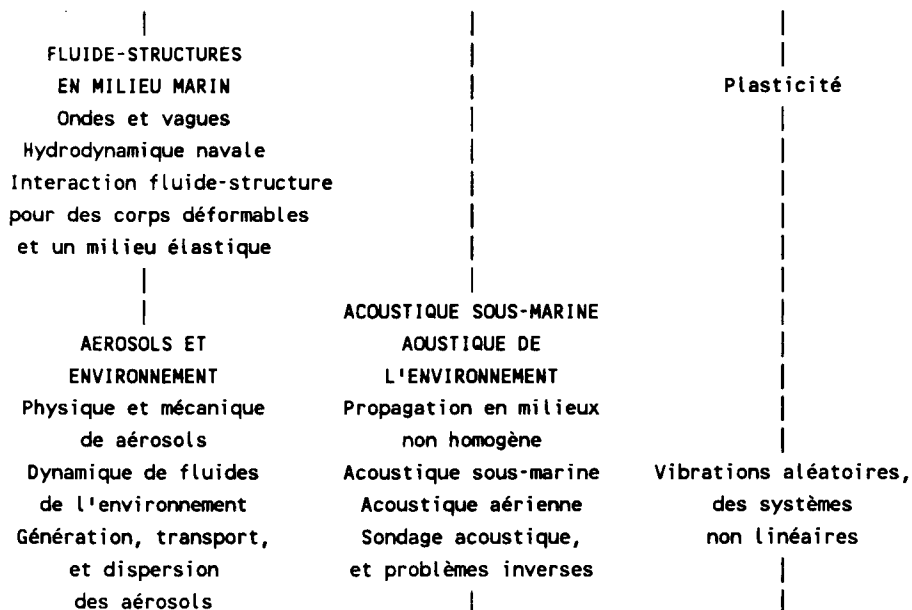 FLUIDE-STRUCTURES
EN MILIEU MARIN
Ondes et vagues
Hydrodynamique navale
Interaction fluide-structure
pour des corps déformables
et un milieu élastique
AEROSOLS ET
ENVIRONNEMENT
Physique et mécanique
de aérosols
Dynamique de fluides
de l'environnement
Génération, transport,
et dispersion
des aérosols
ACOUSTIQUE SOUS-MARINE
AOUSTIQUE DE
L'ENVIRONNEMENT
Propagation en milieux
non homogène
Acoustique sous-marine
Acoustique aérienne
Sondage acoustique,
et problèmes inverses
Plasticité
Vibrations aléatoires,
des systèmes
non linéaires